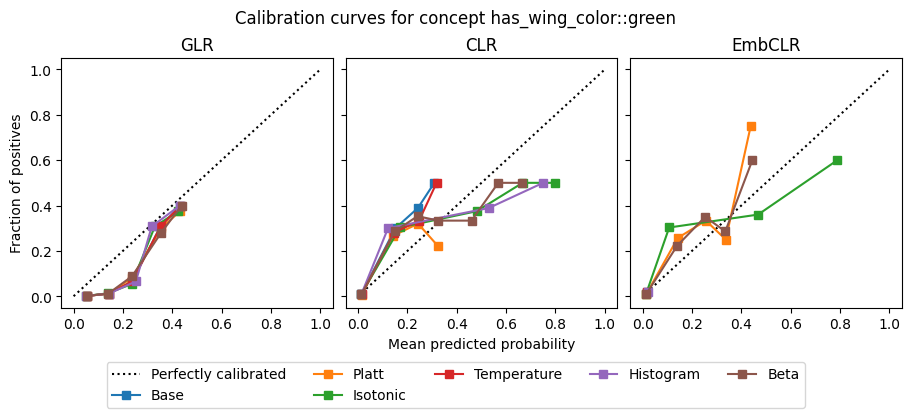 Calibration curves for concept has_wing_color::green
GLR
CLR
EmbCLR
Fraction of positives
1.0
0.8
0.6
0.4
0.2
0.0
0.0 0.2 0.4 0.6 0.8 1.0
0.0 0.2 0.4 0.6 0.8 1.0
0.0 0.2 0.4 0.6 0.8 1.0
Mean predicted probability
Perfectly calibrated
Base
Platt
Isotonic
Temperature
Histogram
Beta